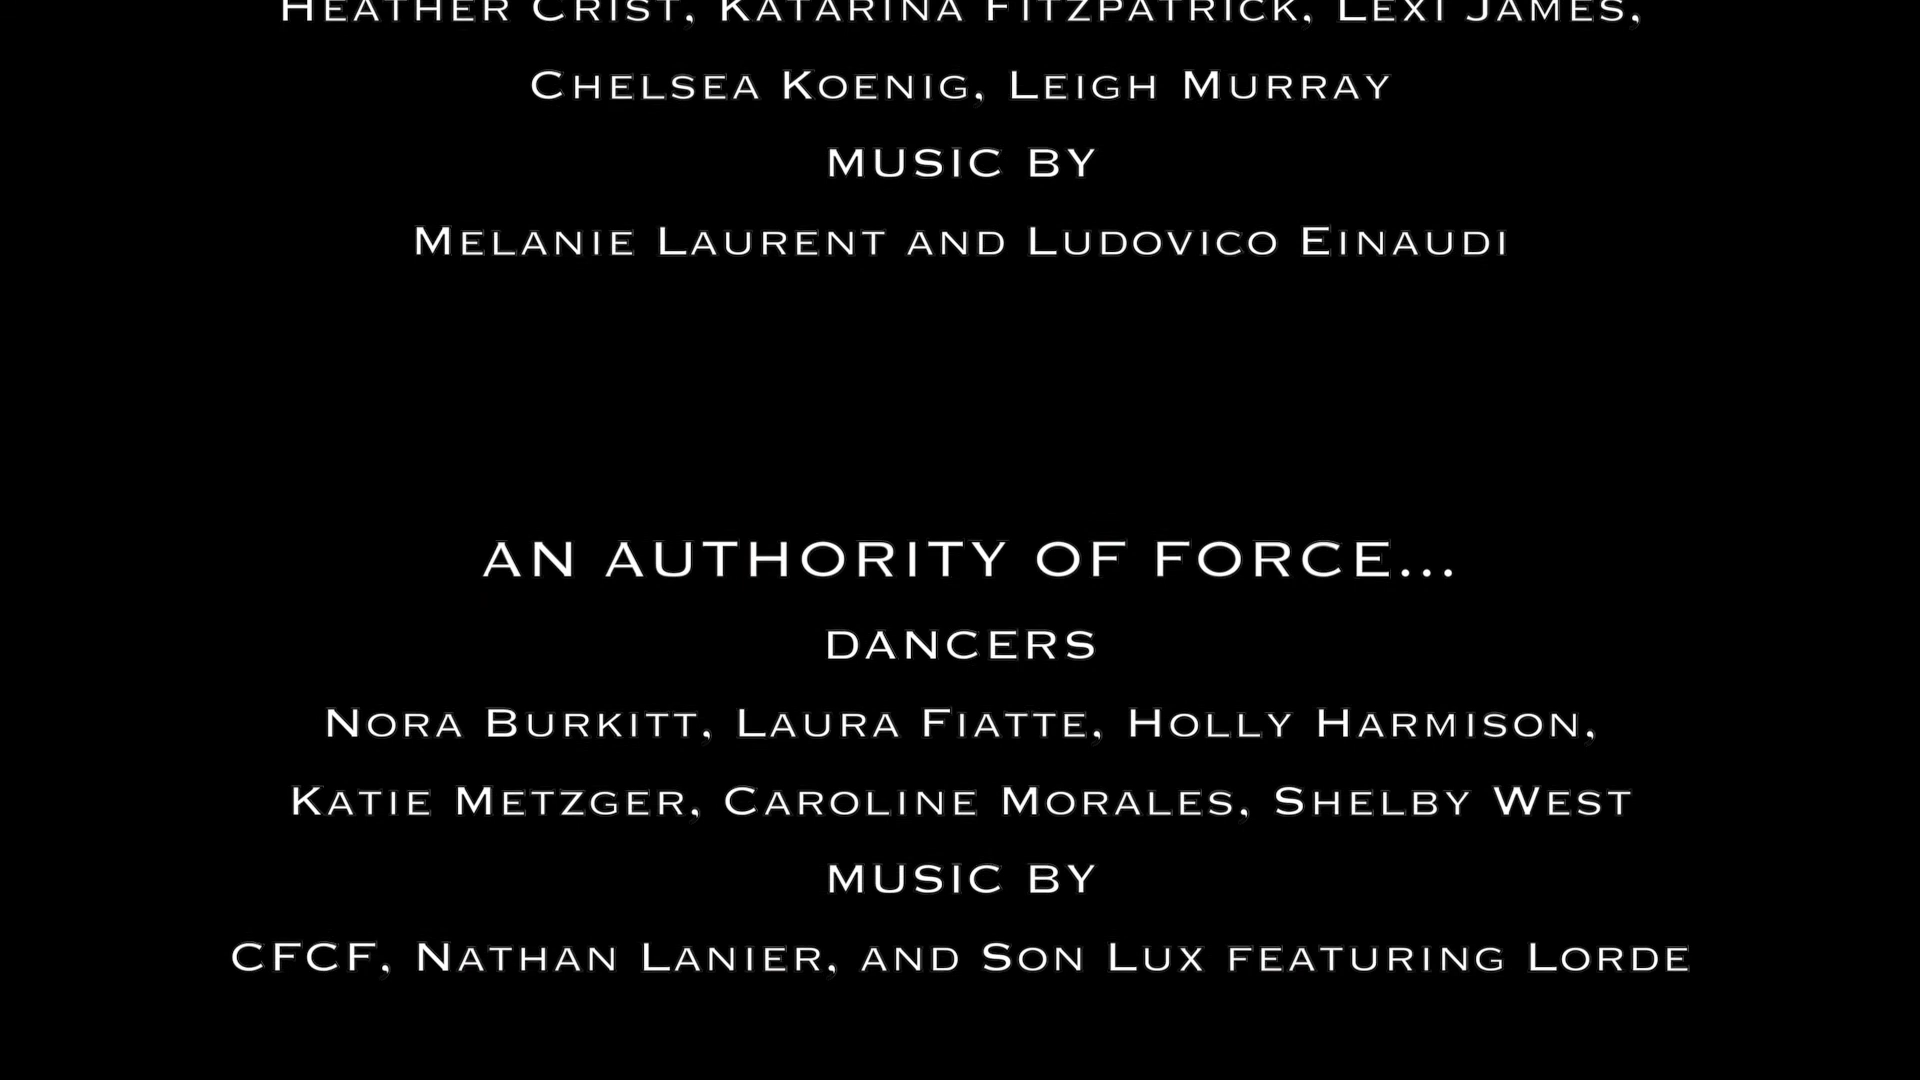 Heather Crist, Katarina Fitzpatrick, Lexi James,
Chelsea Koenig, Leigh Murray
MUSIC BY
Melanie Laurent and Ludovico Einaudi
AN AUTHORITY OF FORCE...
DANCERS
Nora Burkitt, Laura Fiatte, Holly Harmison,
Katie Metzger, Caroline Morales, Shelby West
MUSIC BY
CFCF, Nathan Lanier, and Son Lux featuring Lorde